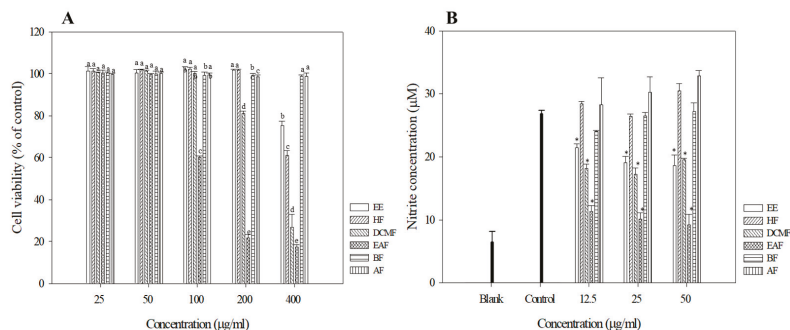 A
Cell viability (% of control)
120
100
80
60
40
20
0
25 50 100 200 400
Concentration (µg/ml)
EE
HF
DCMF
EAF
BF
AF
B
Nitrite concentration (µM)
40
30
20
10
0
Blank Control 12.5 25 50
Concentration (µg/ml)
EE
HF
DCMF
EAF
BF
AF